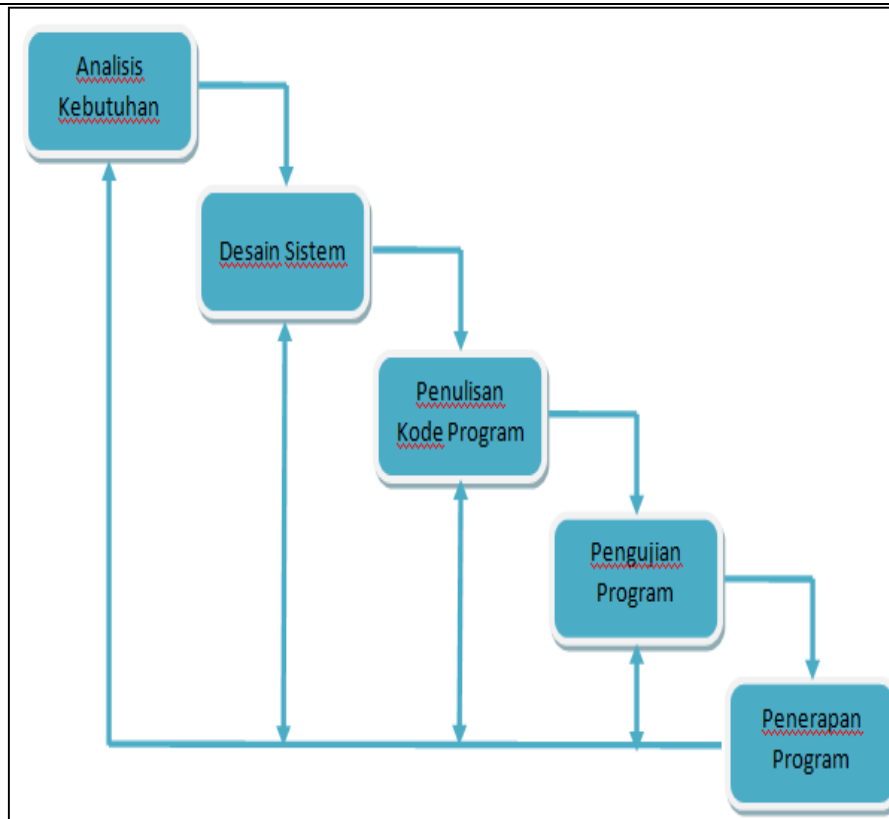 Analisis
Kebutuhan
Desain Sistem
Penulisan
Kode Program
Pengujian
Program
Penerapan
Program